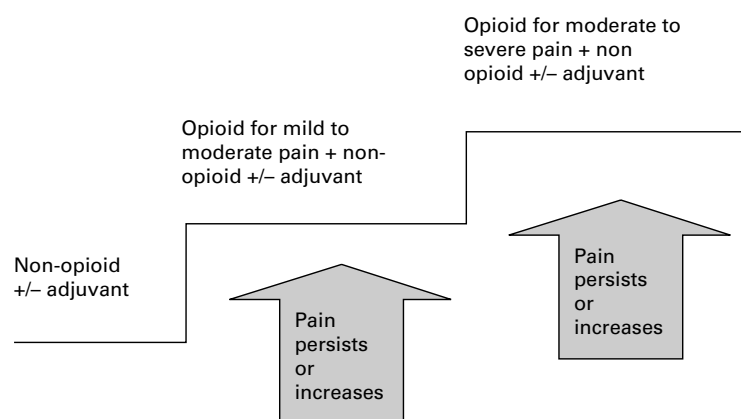 Opioid for moderate to
severe pain + non
opioid +/– adjuvant
Opioid for mild to
moderate pain + non-
opioid +/– adjuvant
Non-opioid
+/– adjuvant
Pain
persists
or
increases
Pain
persists
or
increases